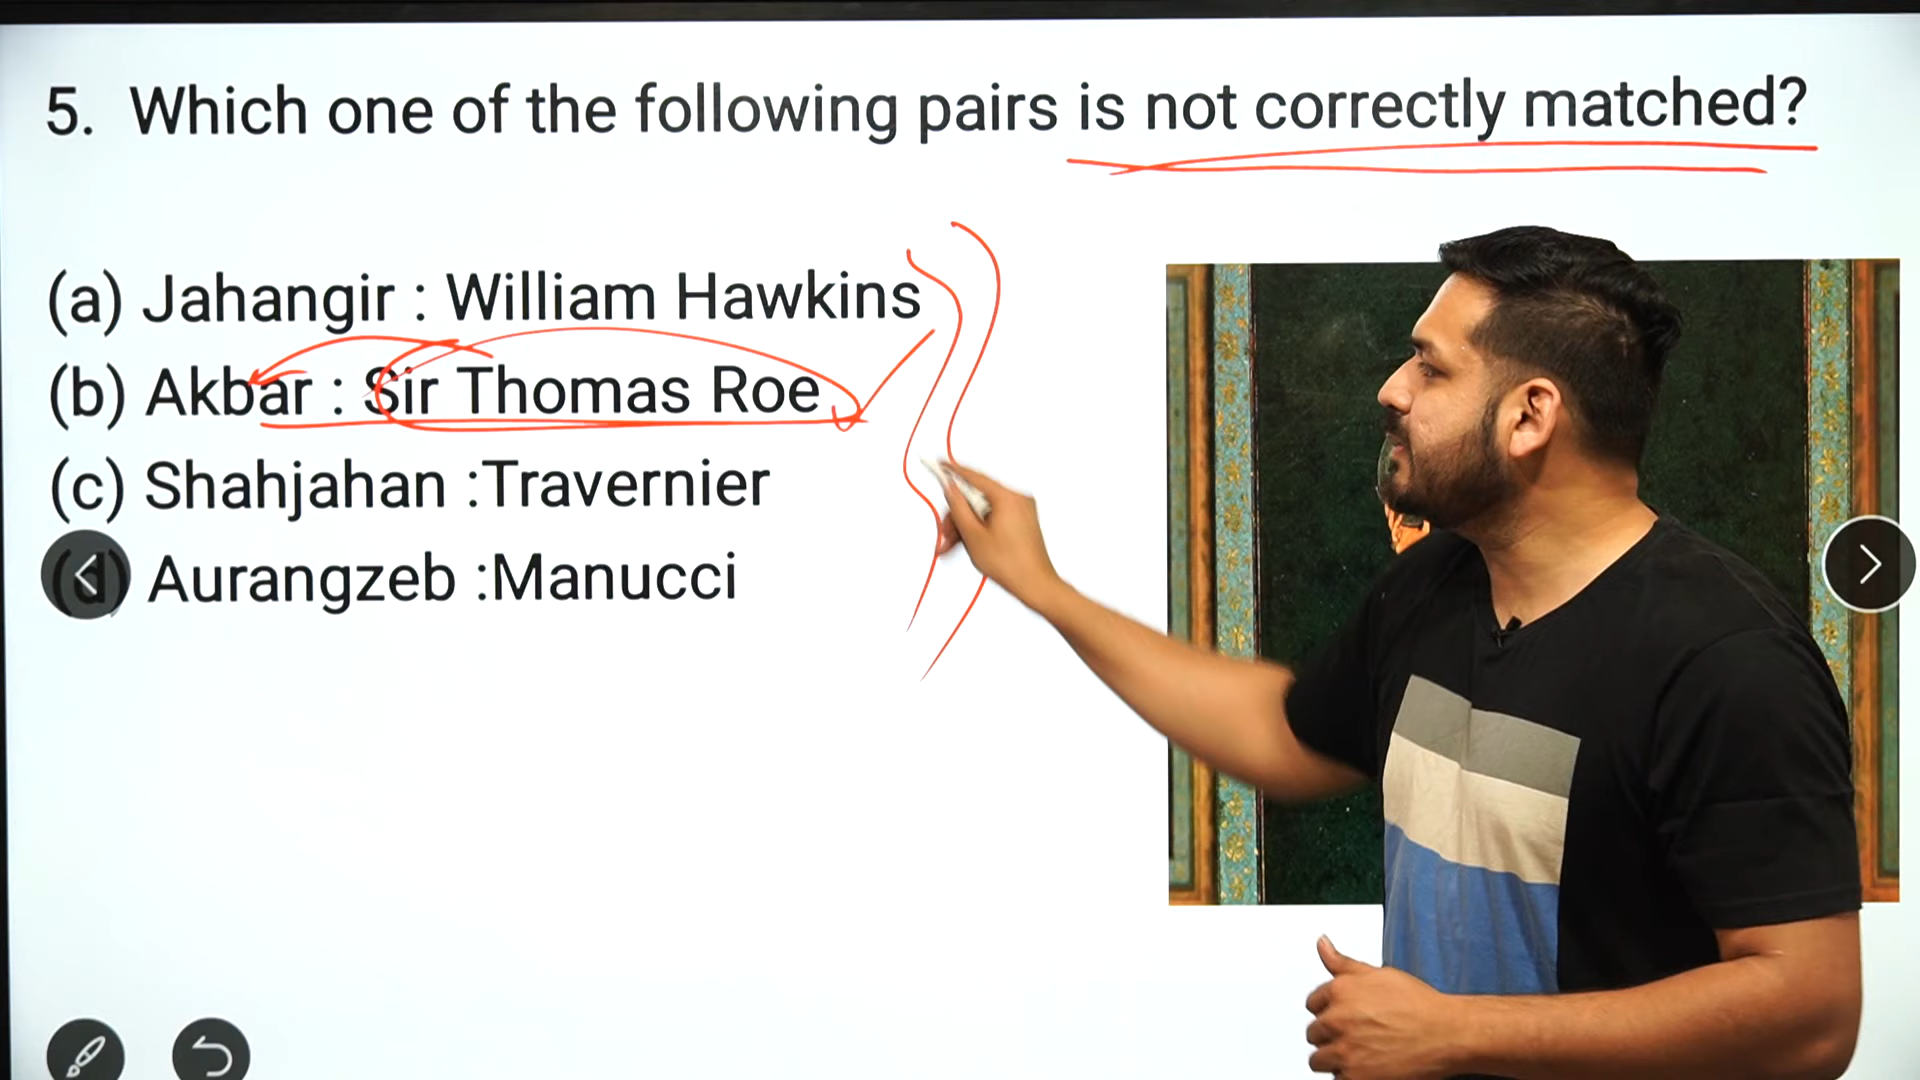 5. Which one of the following pairs is not correctly matched?
(a) Jahangir : William Hawkins
(b) Akbar : Sir Thomas Roe
(c) Shahjahan :Travernier
(d) Aurangzeb :Manucci